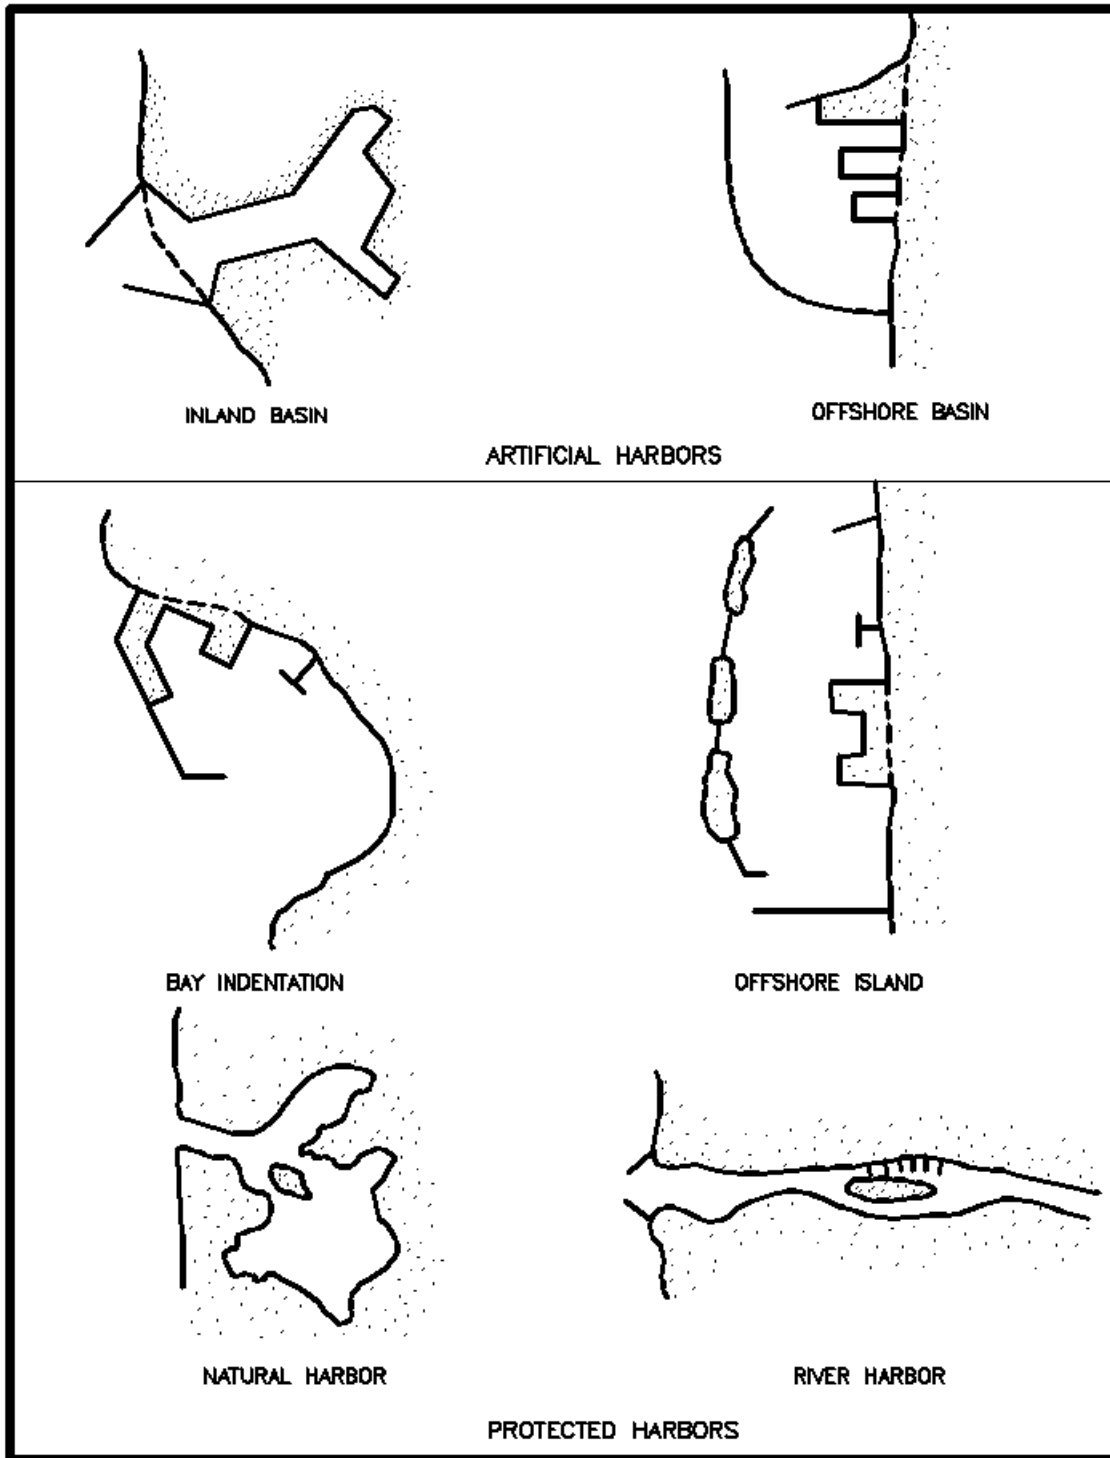 INLAND BASIN
OFFSHORE BASIN
ARTIFICIAL HARBORS
BAY INDENTATION
OFFSHORE ISLAND
NATURAL HARBOR
RIVER HARBOR
PROTECTED HARBORS